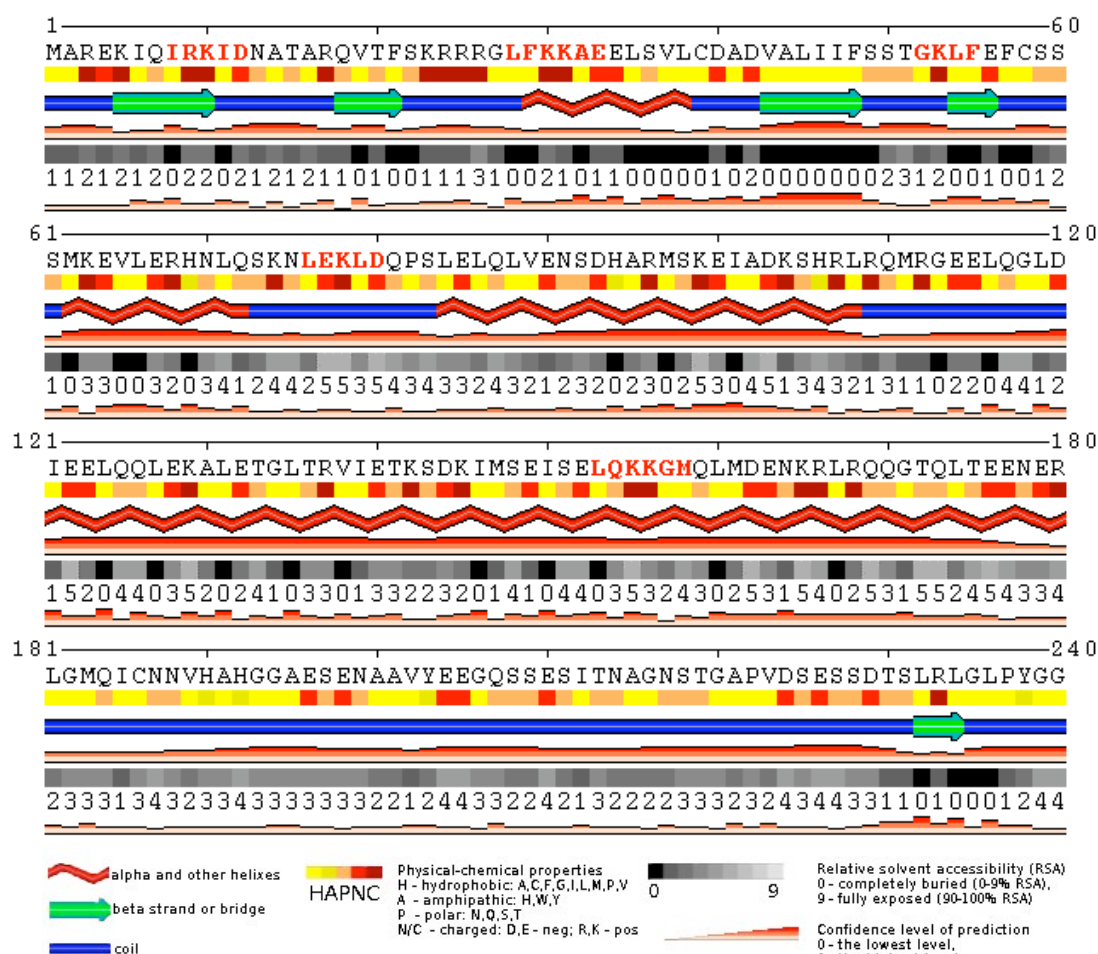 1 60
MAREKIQIRKIDNATARQVTFSKRRRGLFKKAEELSVLCDADVALIIFSSTGKLFEFCSS
112121202202121211010011131002101100000102000000023120010012
61 120
SMKEVLERHNLQSKNLEKLDQPSLELQLVENSDHARMSKEIADKSHRLRQMRGEELQGLD
103300320341244255354343324321232023025304513432131102204412
121 180
IEELQQLEKALETGLTRVIETKSDKIMSEISELQKKGMQLMDENKRLRQQGTQLTEENER
152044035202410330133223201410440353243025315402531552454334
181 240
LGMQICNNVHAHGGAESENAAVYEEGQSSESITNAGNSTGAPVDSESSDTSLRLGLPYGG
2333134323343333333221244332242132222233323243443311010001244
alpha and other helixes
beta strand or bridge
coil
HAPNC
Physical-chemical properties
H - hydrophobic: A,C,F,G,I,L,M,P,V
A - amphipathic: H,W,Y
P - polar: N,Q,S,T
N/C - charged: D,E - neg; R,K - pos
0 9
Relative solvent accessibility (RSA)
0 - completely buried (0-9% RSA),
9 - fully exposed (90-100% RSA)
Confidence level of prediction
0 - the lowest level,